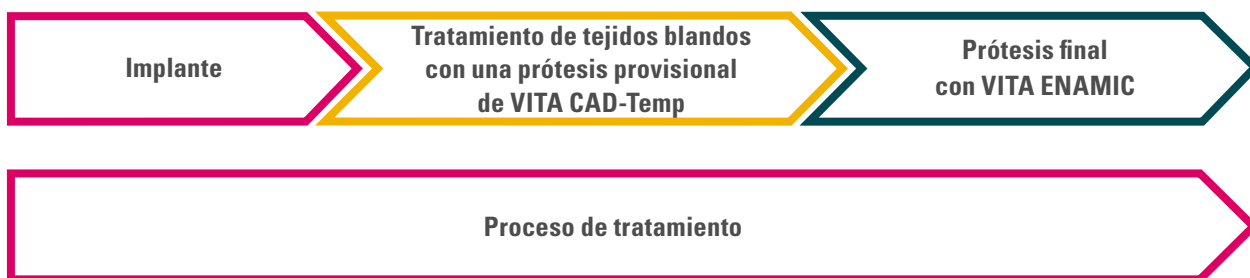 Implante
Tratamiento de tejidos blandos
con una prótesis provisional
de VITA CAD-Temp
Prótesis final
con VITA ENAMIC
Proceso de tratamiento